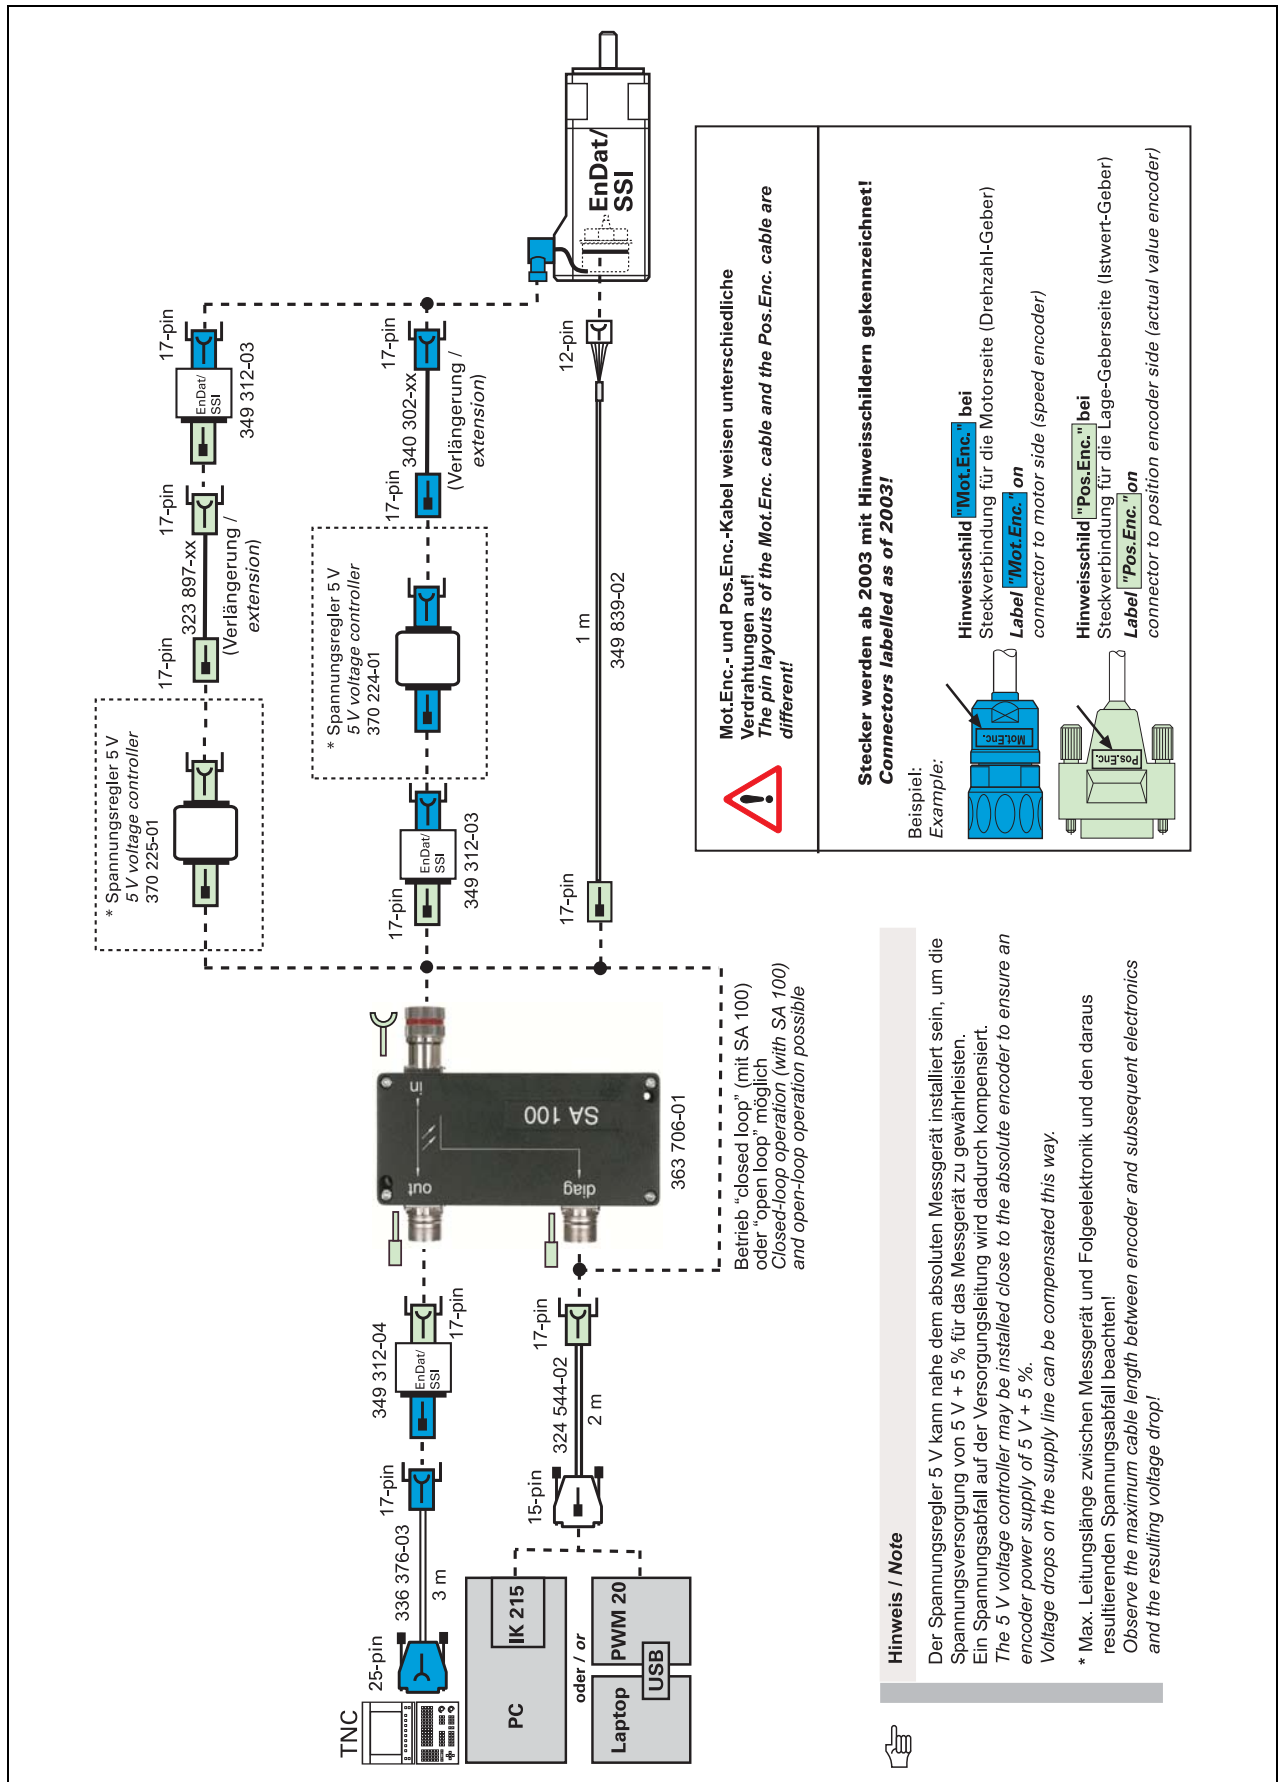 TNC
25-pin
336 376-03
3 m
17-pin
349 312-04
EnDat/
SSI
17-pin
PC
IK 215
oder / or
Laptop
USB
PWM 20
15-pin
324 544-02
2 m
17-pin
out
in
diag
SA 100
363 706-01
Betrieb “closed loop” (mit SA 100)
oder “open loop” möglich
Closed-loop operation (with SA 100)
and open-loop operation possible
* Spannungsregler 5 V
5 V voltage controller
370 225-01
17-pin
323 897-xx
(Verlängerung /
extension)
17-pin
EnDat/
SSI
349 312-03
17-pin
17-pin
EnDat/
SSI
349 312-03
* Spannungsregler 5 V
5 V voltage controller
370 224-01
17-pin
340 302-xx
(Verlängerung /
extension)
17-pin
17-pin
1 m
349 839-02
12-pin
EnDat/
SSI
Mot.Enc.- und Pos.Enc.-Kabel weisen unterschiedliche
Verdrahtungen auf!
The pin layouts of the Mot.Enc. cable and the Pos.Enc. cable are
different!
Stecker werden ab 2003 mit Hinweisschildern gekennzeichnet!
Connectors labelled as of 2003!
Beispiel:
Example:
Mot.Enc.
Hinweisschild "Mot.Enc." bei
Steckverbindung für die Motorseite (Drehzahl-Geber)
Label "Mot.Enc." on
connector to motor side (speed encoder)
Pos.Enc.
Hinweisschild "Pos.Enc." bei
Steckverbindung für die Lage-Geberseite (Istwert-Geber)
Label "Pos.Enc." on
connector to position encoder side (actual value encoder)
Hinweis / Note
Der Spannungsregler 5 V kann nahe dem absoluten Messgerät installiert sein, um die
Spannungsversorgung von 5 V + 5 % für das Messgerät zu gewährleisten.
Ein Spannungsabfall auf der Versorgungsleitung wird dadurch kompensiert.
The 5 V voltage controller may be installed close to the absolute encoder to ensure an
encoder power supply of 5 V + 5 %.
Voltage drops on the supply line can be compensated this way.
* Max. Leitungslänge zwischen Messgerät und Folgeelektronik und den daraus
resultierenden Spannungsabfall beachten!
Observe the maximum cable length between encoder and subsequent electronics
and the resulting voltage drop!